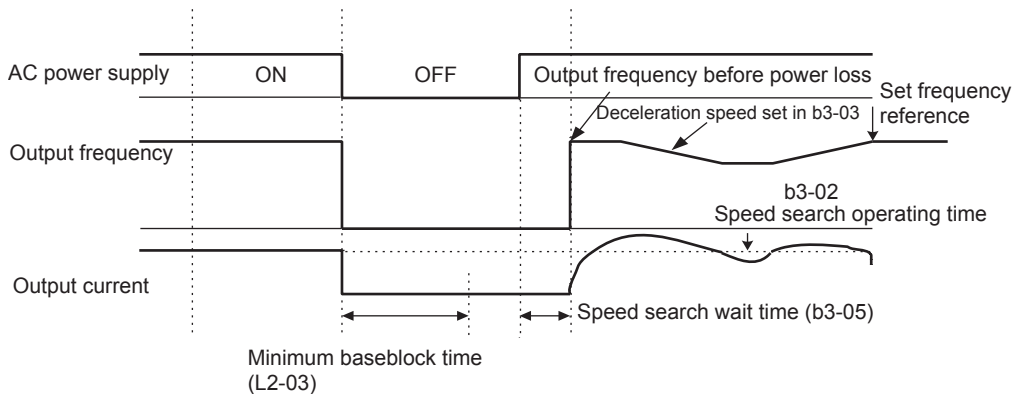 AC power supply
ON
OFF
Output frequency before power loss
Set frequency
reference
Deceleration speed set in b3-03
Output frequency
b3-02
Speed search operating time
Output current
Speed search wait time (b3-05)
Minimum baseblock time
(L2-03)